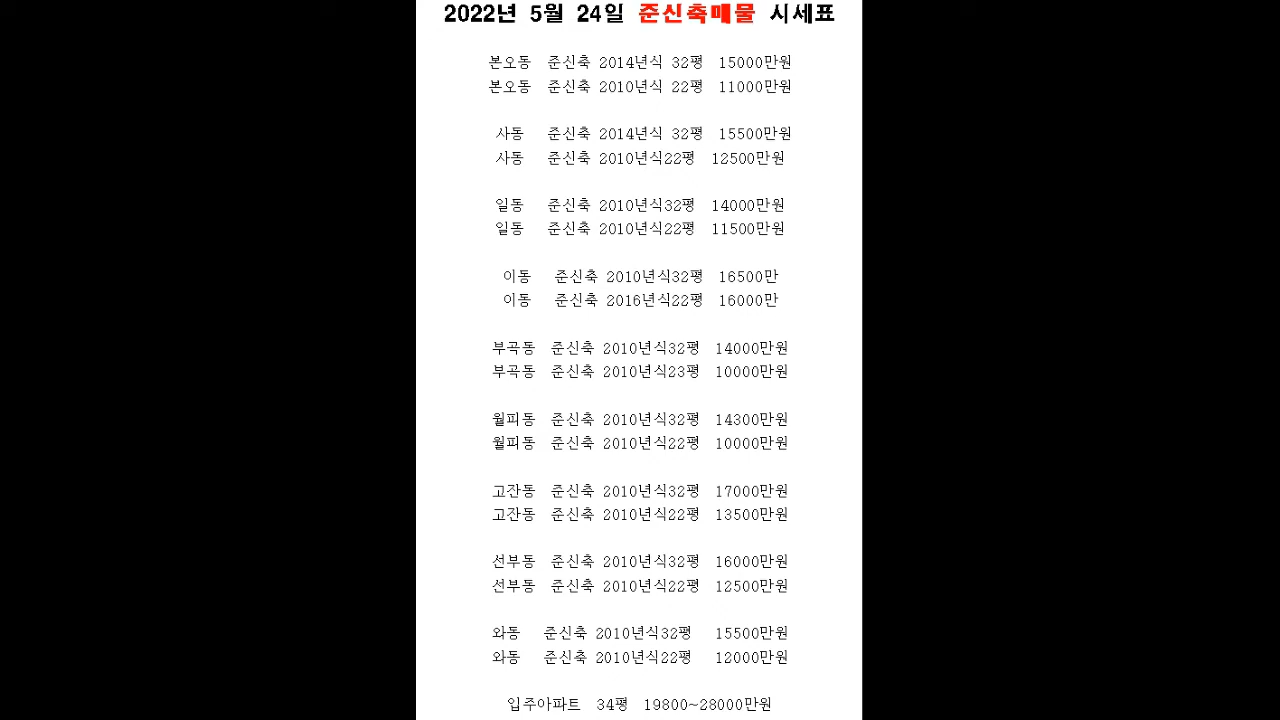 2022년 5월 24일 준신축매물 시세표
본오동 준신축 2014년식 32평 15000만원
본오동 준신축 2010년식 22평 11000만원
사동 준신축 2014년식 32평 15500만원
사동 준신축 2010년식22평 12500만원
일동 준신축 2010년식32평 14000만원
일동 준신축 2010년식22평 11500만원
이동 준신축 2010년식32평 16500만
이동 준신축 2016년식22평 16000만
부곡동 준신축 2010년식32평 14000만원
부곡동 준신축 2010년식23평 10000만원
월피동 준신축 2010년식32평 14300만원
월피동 준신축 2010년식22평 10000만원
고잔동 준신축 2010년식32평 17000만원
고잔동 준신축 2010년식22평 13500만원
선부동 준신축 2010년식32평 16000만원
선부동 준신축 2010년식22평 12500만원
와동 준신축 2010년식32평 15500만원
와동 준신축 2010년식22평 12000만원
입주아파트 34평 19800~28000만원